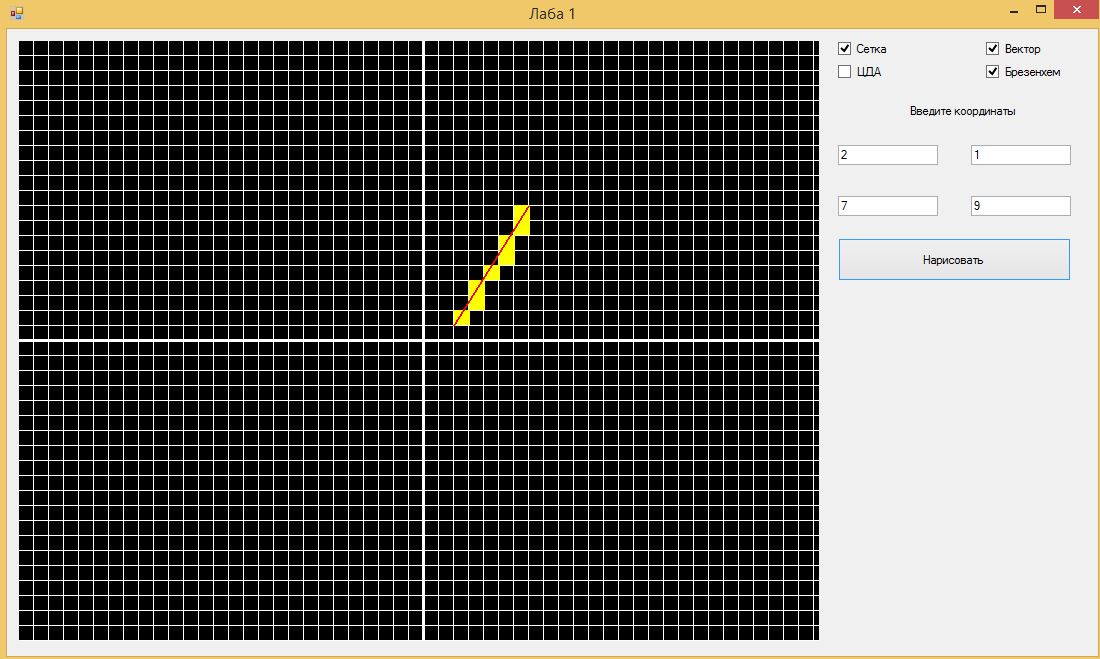 Лаба 1
Сетка Вектор
ЦДА Брезенхем
Введите координаты
2 1
7 9
Нарисовать